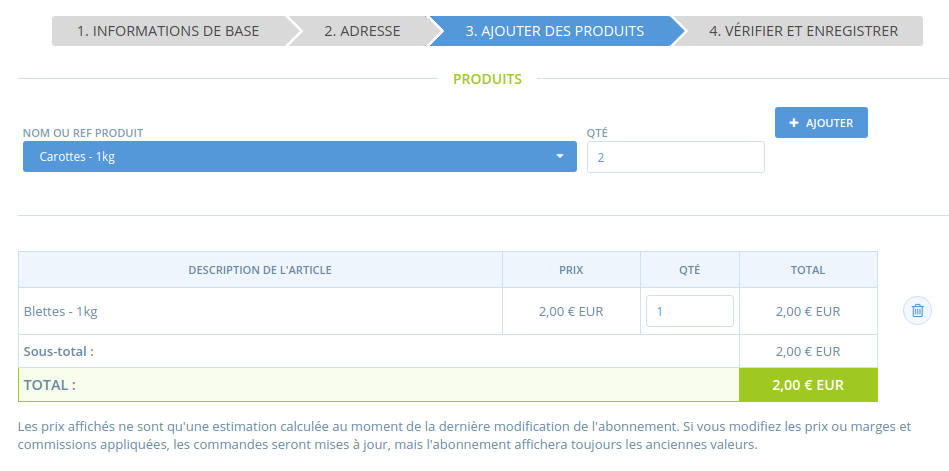 1. INFORMATIONS DE BASE 2. ADRESSE 3. AJOUTER DES PRODUITS 4. VÉRIFIER ET ENREGISTRER
PRODUITS
NOM OU REF PRODUIT QTÉ
Carottes - 1kg 2 + AJOUTER
DESCRIPTION DE L'ARTICLE PRIX QTÉ TOTAL
Blettes - 1kg 2,00 € EUR 1 2,00 € EUR
Sous-total : 2,00 € EUR
TOTAL : 2,00 € EUR
Les prix affichés ne sont qu'une estimation calculée au moment de la dernière modification de l'abonnement. Si vous modifiez les prix ou marges et
commissions appliquées, les commandes seront mises à jour, mais l'abonnement affichera toujours les anciennes valeurs.